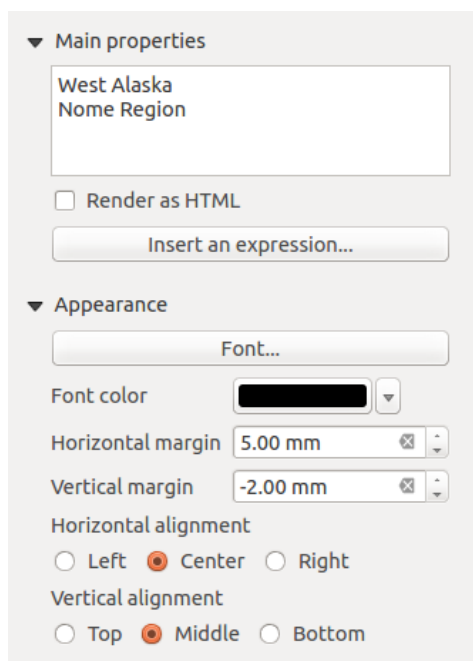 Main properties
West Alaska
Nome Region
Render as HTML
Insert an expression...
Appearance
Font...
Font color
Horizontal margin 5.00 mm
Vertical margin -2.00 mm
Horizontal alignment
Left Center Right
Vertical alignment
Top Middle Bottom